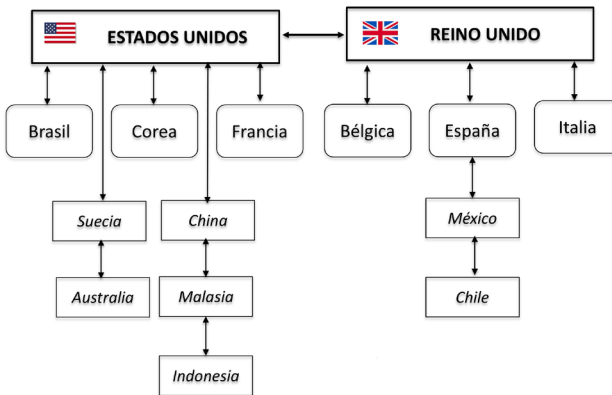 ESTADOS UNIDOS
REINO UNIDO
Brasil
Corea
Francia
Bélgica
España
Italia
Suecia
China
México
Australia
Malasia
Chile
Indonesia